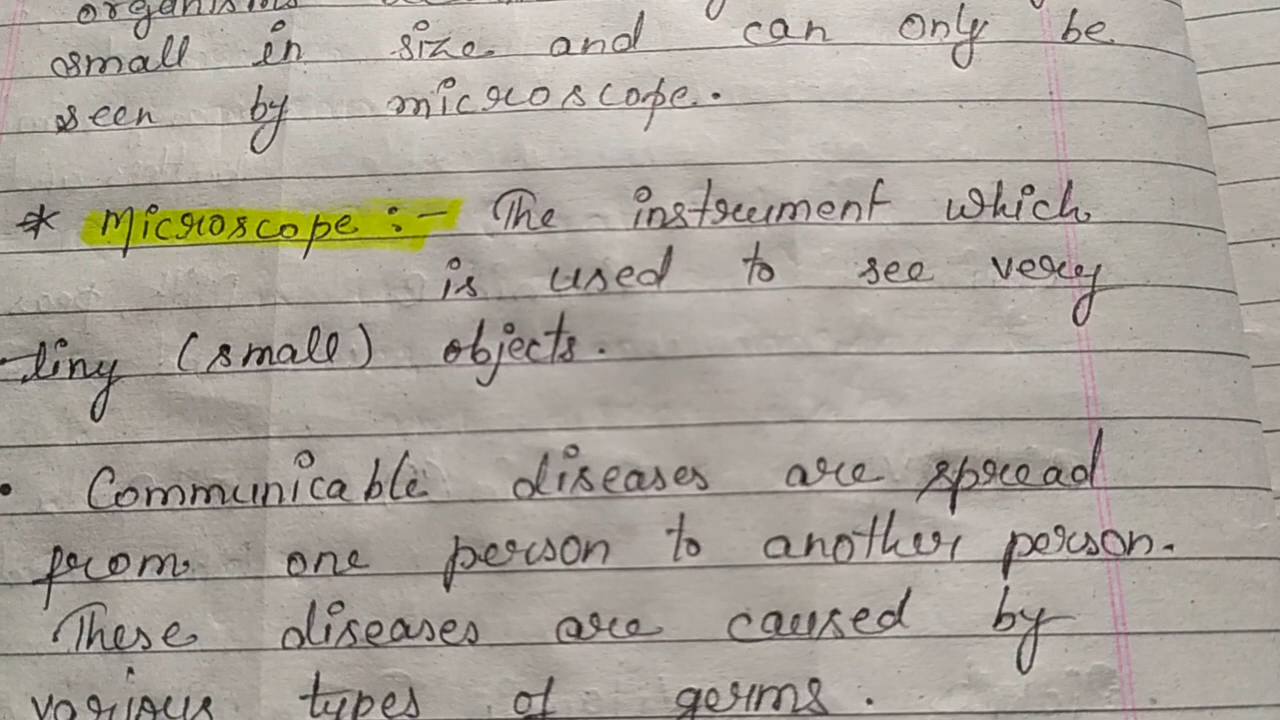 organisms
small in size and can only be
seen by microscope.
* Microscope :- The instrument which
is used to see very
tiny (small) objects.
• Communicable diseases are spread
from one person to another person.
These diseases are caused by
various types of germs.